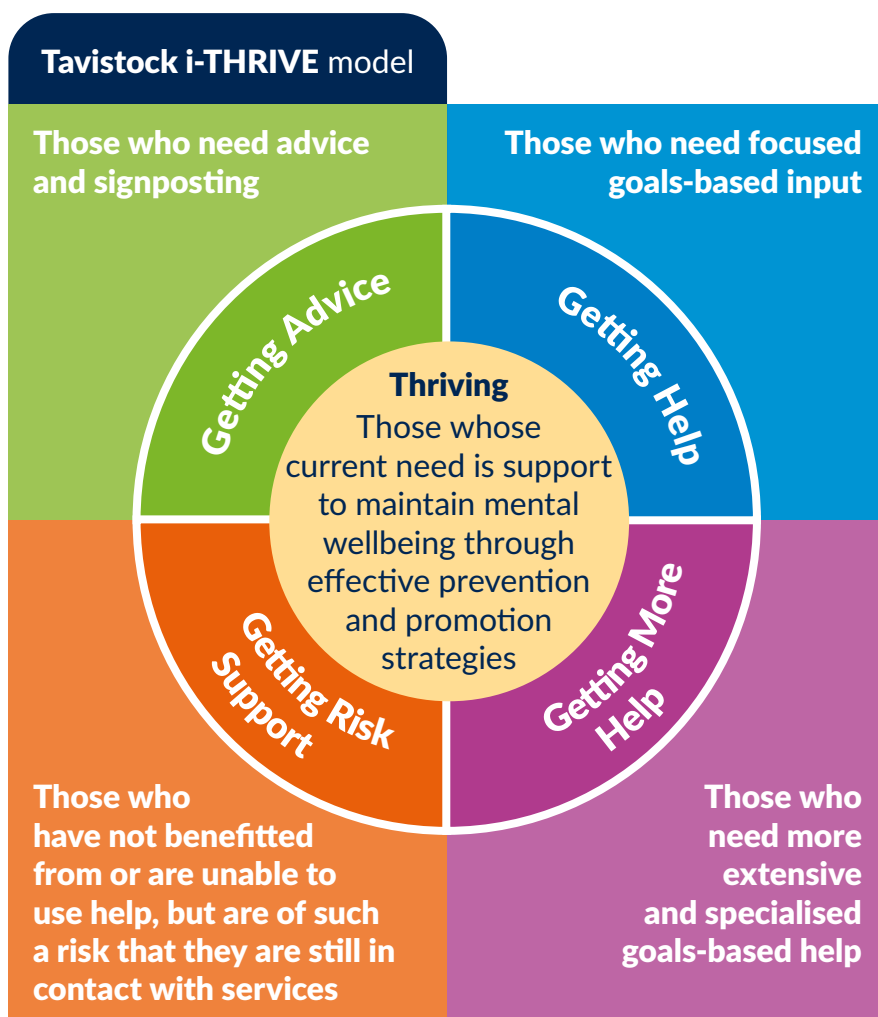 Tavistock i-THRIVE model
Those who need advice
and signposting
Those who need focused
goals-based input
Getting Advice
Getting Help
Thriving
Those whose
current need is support
to maintain mental
wellbeing through
effective prevention
and promotion
strategies
Getting Risk
Support
Getting More
Help
Those who
have not benefitted
from or are unable to
use help, but are of such
a risk that they are still in
contact with services
Those who
need more
extensive
and specialised
goals-based help